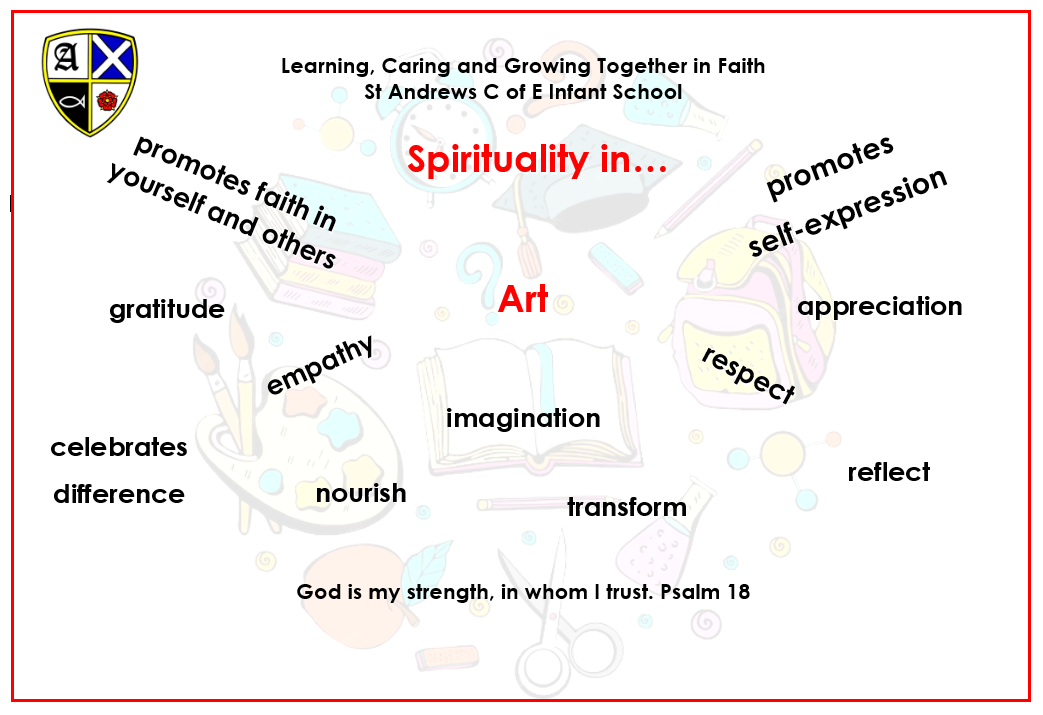 A
Learning, Caring and Growing Together in Faith
St Andrews C of E Infant School
Spirituality in…
promotes faith in
yourself and others
promotes
self-expression
Art
gratitude
appreciation
empathy
respect
imagination
celebrates
difference
nourish
transform
reflect
God is my strength, in whom I trust. Psalm 18